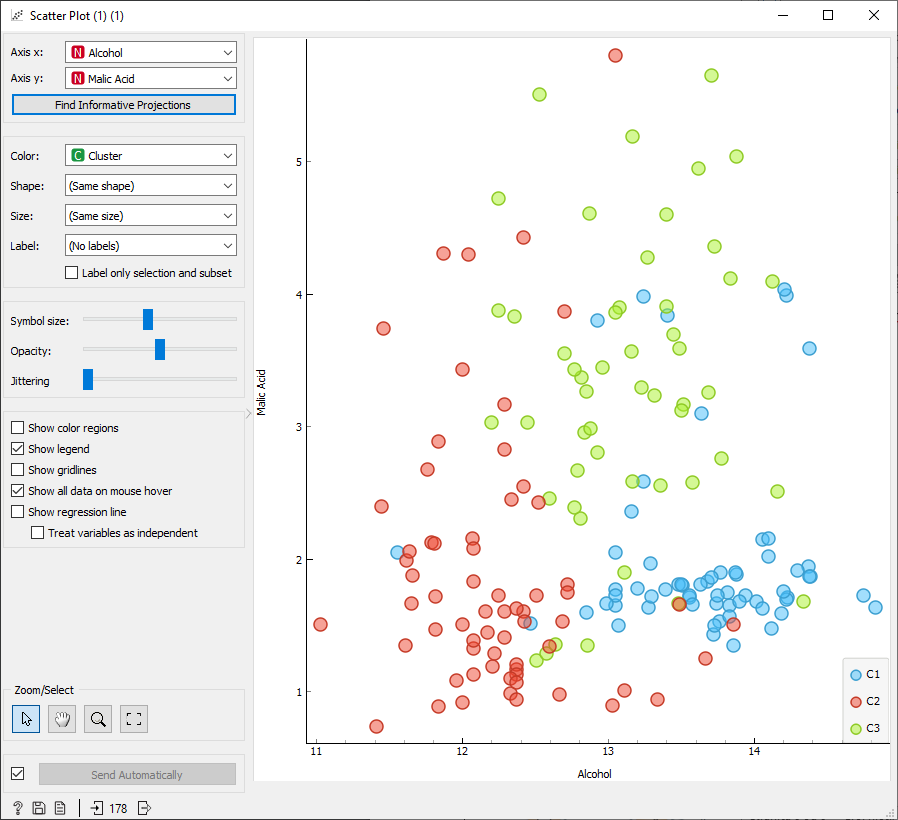 Scatter Plot (1) (1)
Axis x: N Alcohol
Axis y: N Malic Acid
Find Informative Projections
Color: C Cluster
Shape: (Same shape)
Size: (Same size)
Label: (No labels)
Label only selection and subset
Symbol size:
Opacity:
Jittering
Show color regions
Show legend
Show gridlines
Show all data on mouse hover
Show regression line
Treat variables as independent
Zoom/Select
Send Automatically
? 178
Malic Acid
5
4
3
2
1
11 12 13 14
Alcohol
C1
C2
C3